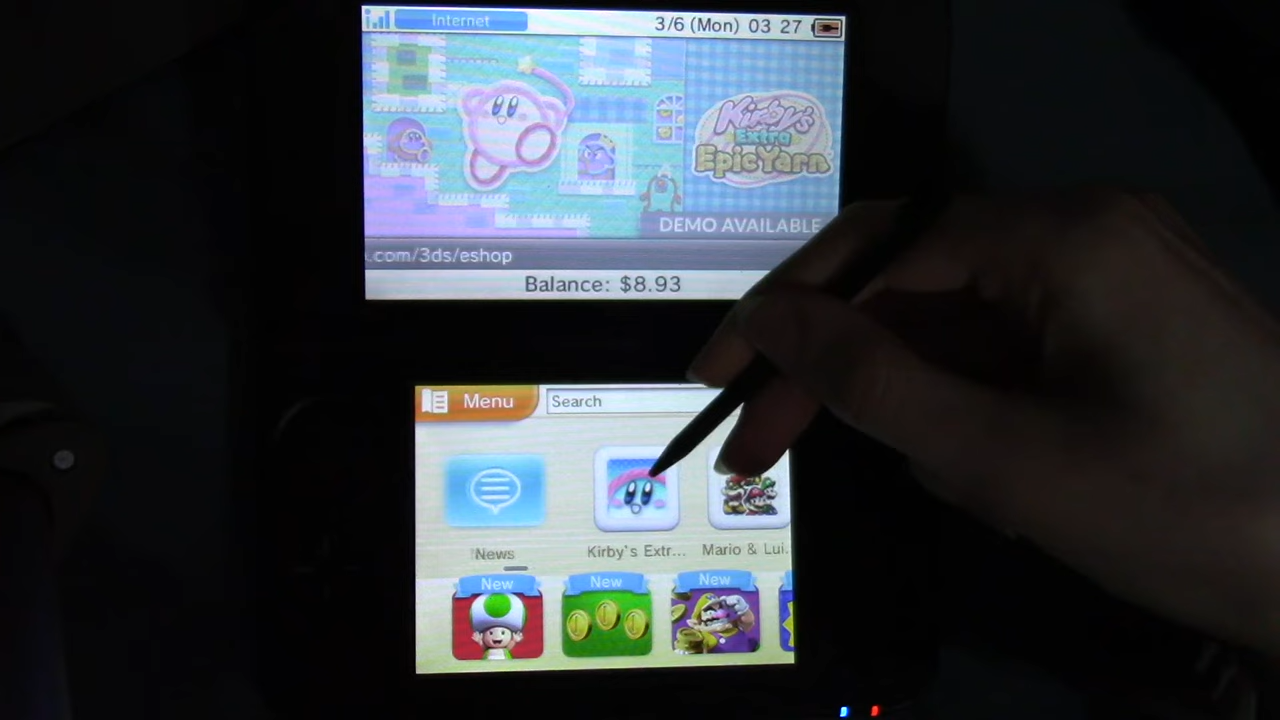 Internet
3/6 (Mon) 03 27
Kirby's
Extra
Epic Yarn
DEMO AVAILABLE
.com/3ds/eshop
Balance: $8.93
Menu
Search
News
Kirby's Extr...
Mario & Lui.
New
New
New